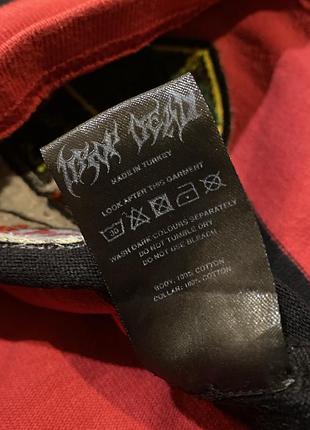 MADE IN TURKEY
LOOK AFTER THIS GARMENT
30
WASH DARK COLOURS SEPARATELY
DO NOT TUMBLE DRY
DO NOT USE BLEACH
BODY: 100% COTTON
COLLAR: 100% COTTON